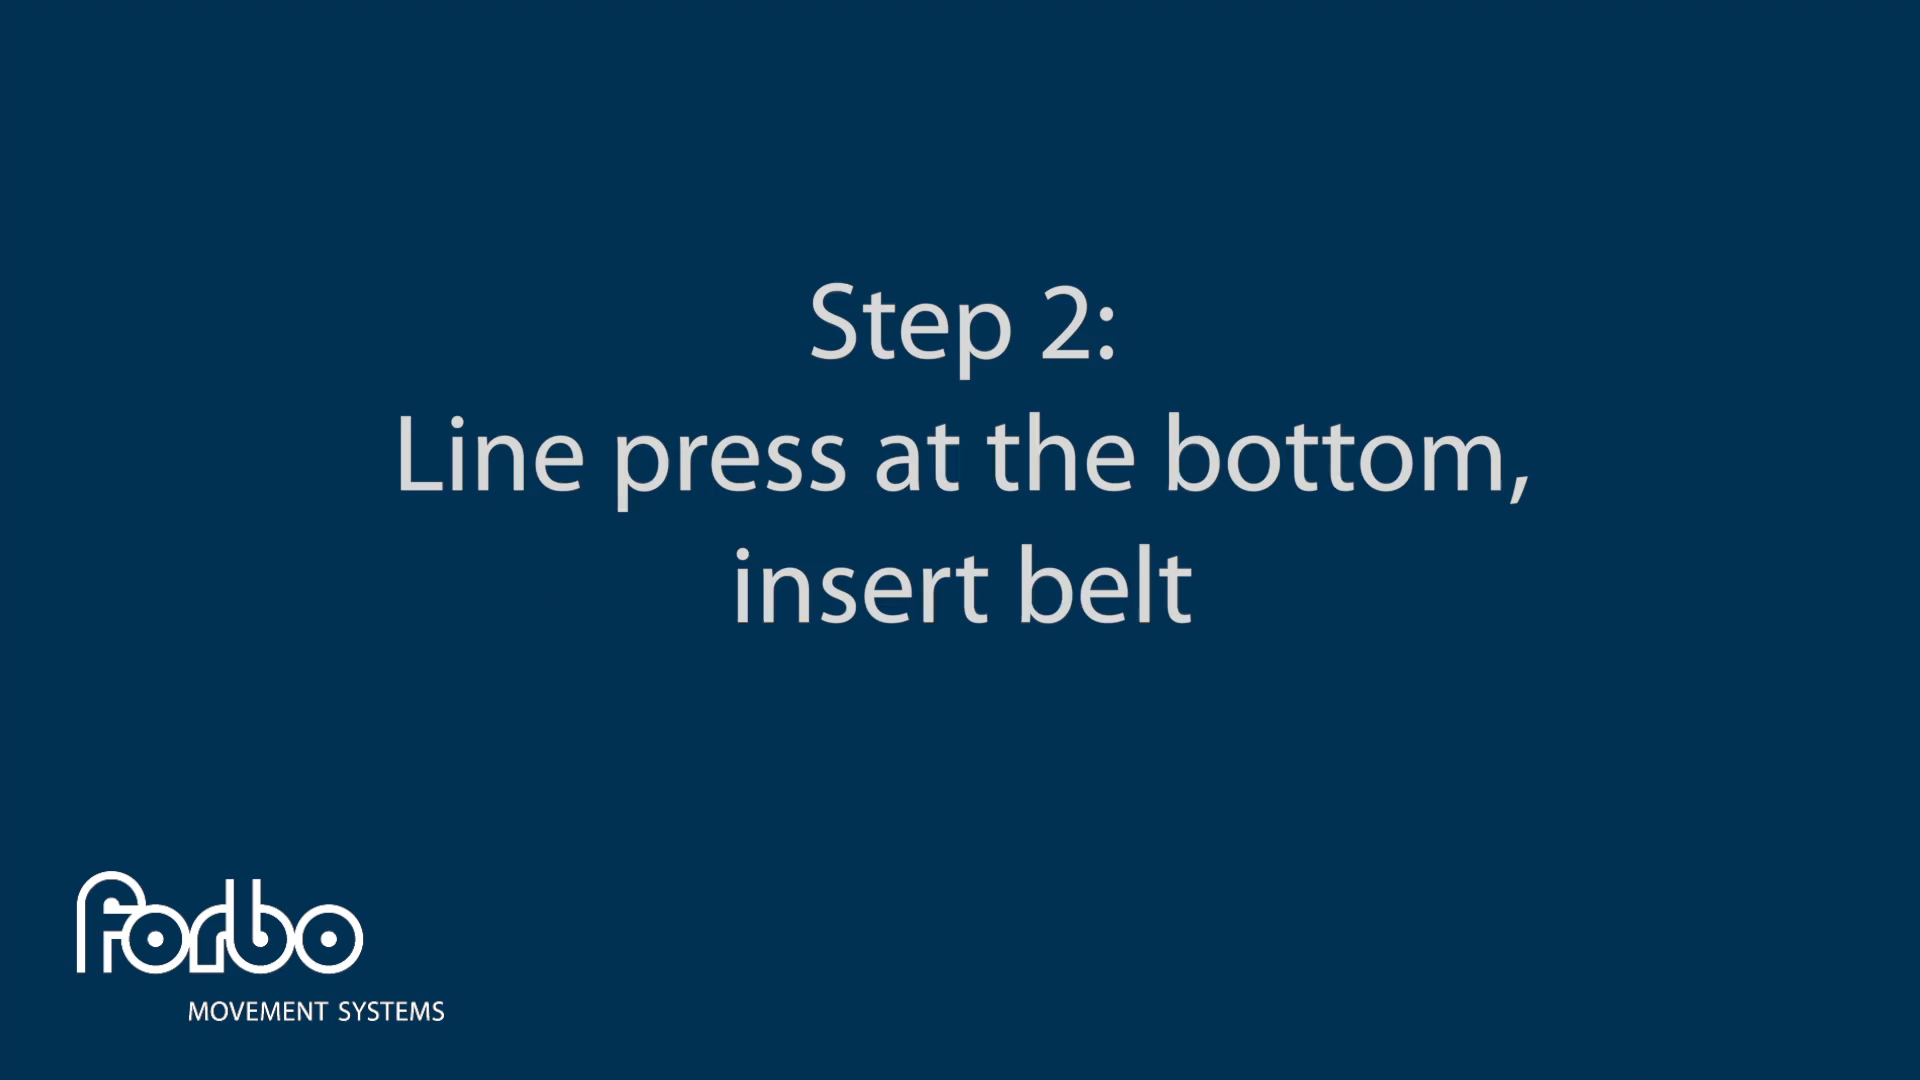 Step 2:
Line press at the bottom,
insert belt
forbo
MOVEMENT SYSTEMS